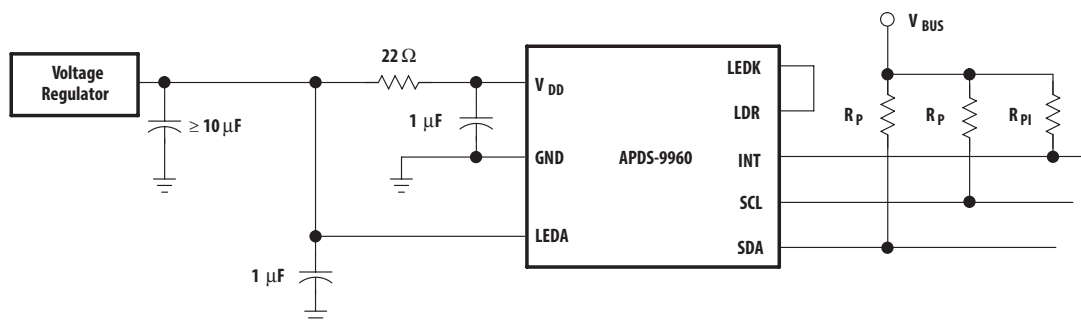 V BUS
Voltage
Regulator
22 Ω
≥ 10 µF
1 µF
V DD
GND
LEDA
1 µF
APDS-9960
LEDK
LDR
INT
SCL
SDA
R P
R P
R PI